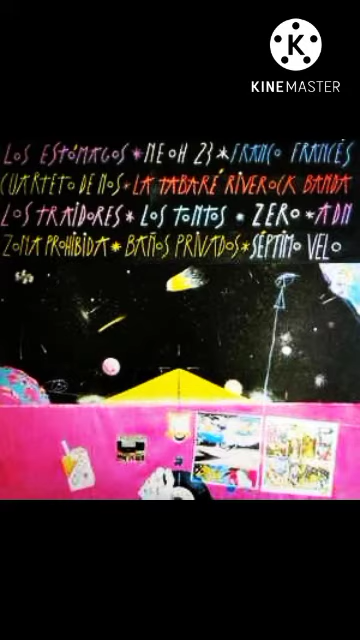 KINEMASTER
LOS ESTÓMAGOS * NEOH 23 * FRANCO FRANCÉS
CUARTETO DE NOS * LA TABARÉ RIVEROCK BANDA
LOS TRAIDORES * LOS TONTOS * ZERO * ADN
ZONA PROHIBIDA * BAÑOS PRIVADOS * SÉPTIMO VELO